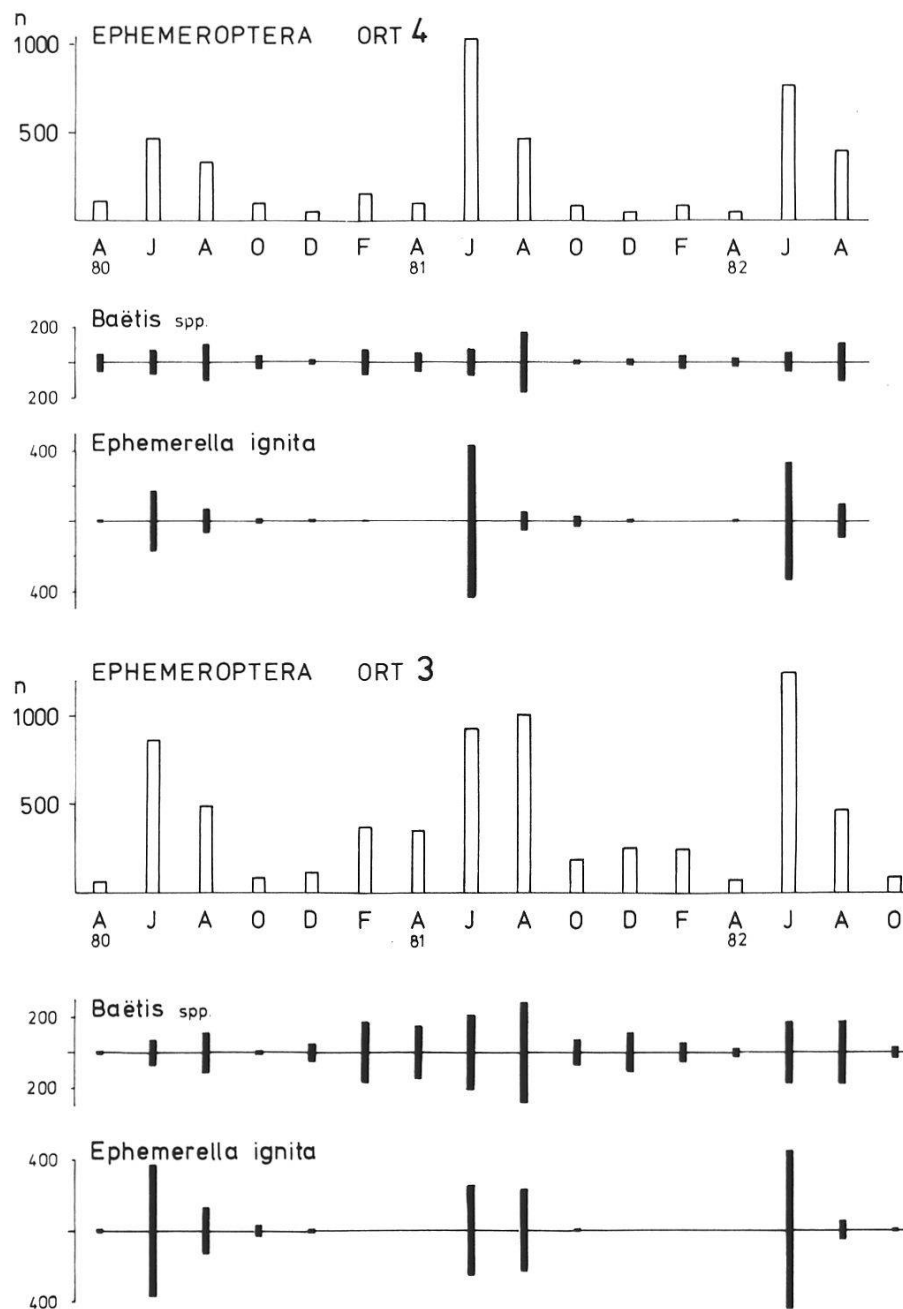 n
EPHEMEROPTERA ORT 4
1000
500
A J A O D F A J A O D F A J A
80 81 82
Baëtis spp.
200
200
Ephemerella ignita
400
400
EPHEMEROPTERA ORT 3
n
1000
500
A J A O D F A J A O D F A J A O
80 81 82
Baëtis spp.
200
200
Ephemerella ignita
400
400